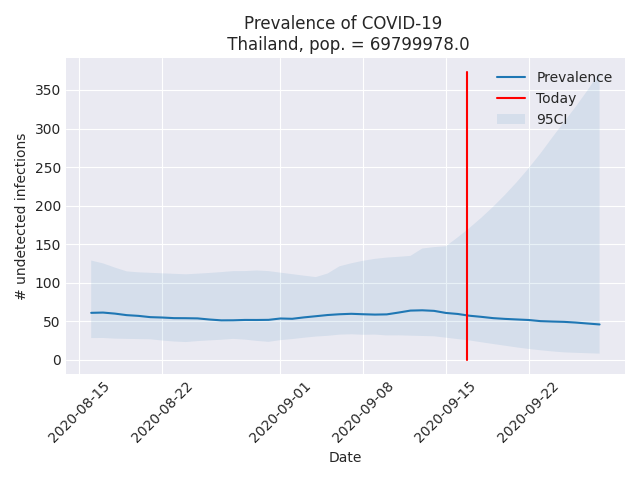 Prevalence of COVID-19
Thailand, pop. = 69799978.0
Prevalence
Today
95CI
# undetected infections
350
300
250
200
150
100
50
0
2020-08-15
2020-08-22
2020-09-01
2020-09-08
2020-09-15
2020-09-22
Date